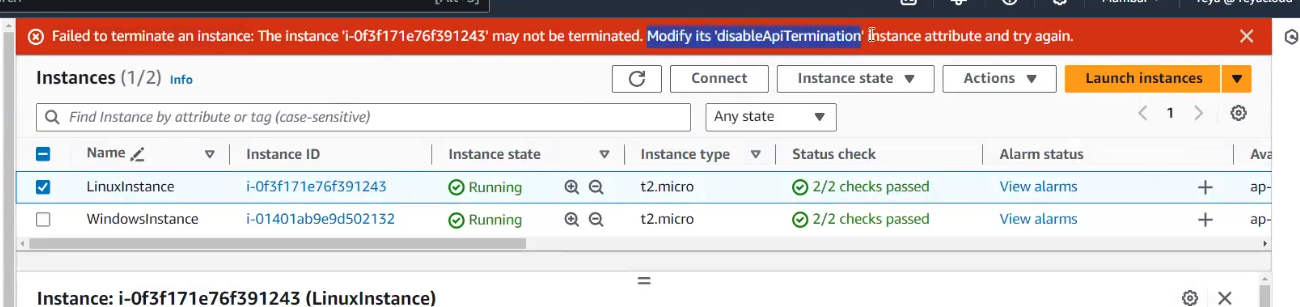 [Alt+S]
Failed to terminate an instance: The instance 'i-0f3f171e76f391243' may not be terminated. Modify its 'disableApiTermination' instance attribute and try again.
Instances (1/2) Info
Connect
Instance state
Actions
Launch instances
Find Instance by attribute or tag (case-sensitive)
Any state
1
Name Instance ID Instance state Instance type Status check Alarm status
LinuxInstance i-0f3f171e76f391243 Running t2.micro 2/2 checks passed View alarms + ap-
WindowsInstance i-01401ab9e9d502132 Running t2.micro 2/2 checks passed View alarms + ap-
Instance: i-0f3f171e76f391243 (LinuxInstance)